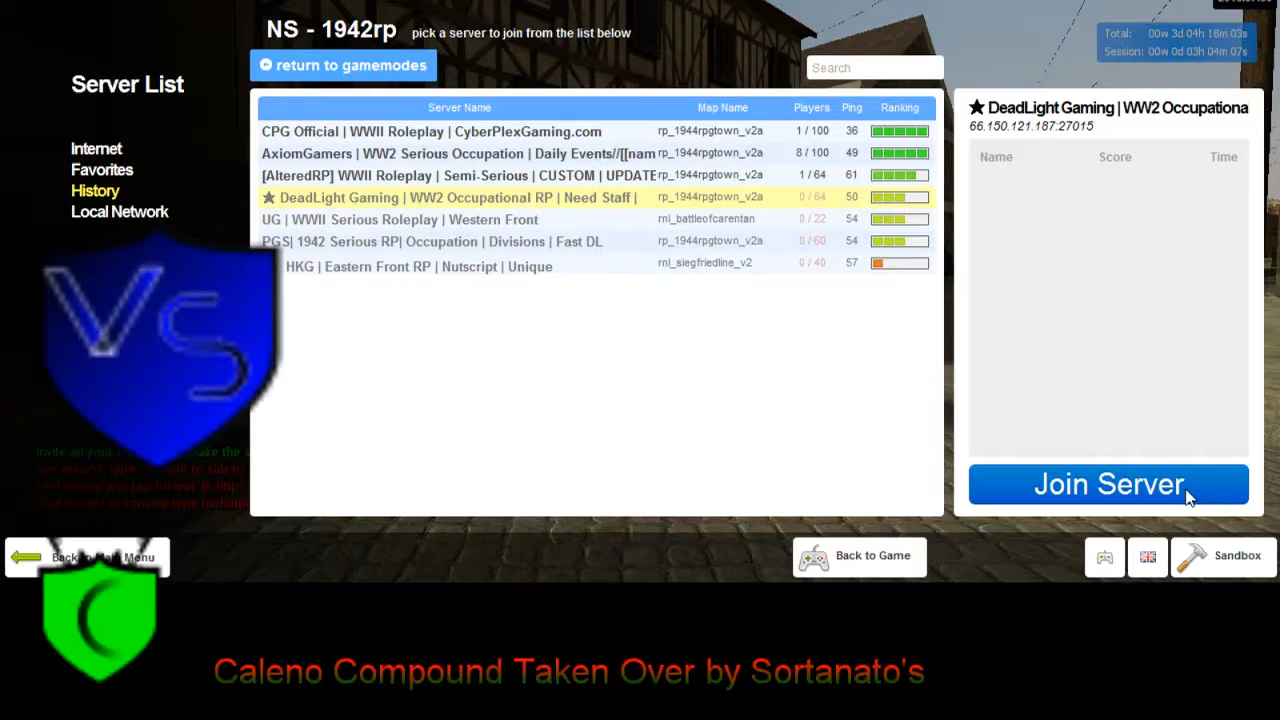 NS - 1942rp pick a server to join from the list below
Total: 00w 3d 04h 18m 03s
Session: 00w 0d 03h 04m 07s
return to gamemodes
Search
Server List
Internet
Favorites
History
Local Network
Server Name Map Name Players Ping Ranking
CPG Official | WWII Roleplay | CyberPlexGaming.com rp_1944rpgtown_v2a 1 / 100 36
AxiomGamers | WW2 Serious Occupation | Daily Events//[[nam rp_1944rpgtown_v2a 8 / 100 49
[AlteredRP] WWII Roleplay | Semi-Serious | CUSTOM | UPDATE rp_1944rpgtown_v2a 1 / 64 61
DeadLight Gaming | WW2 Occupational RP | Need Staff | rp_1944rpgtown_v2a 0 / 64 50
UG | WWII Serious Roleplay | Western Front rnl_battleofcarentan 0 / 22 54
PGS| 1942 Serious RP| Occupation | Divisions | Fast DL rp_1944rpgtown_v2a 0 / 60 54
HKG | Eastern Front RP | Nutscript | Unique rnl_siegfriedline_v2 0 / 40 57
DeadLight Gaming | WW2 Occupationa
66.150.121.187:27015
Name Score Time
Join Server
VS
Back to Main Menu
Back to Game
Sandbox
C
Caleno Compound Taken Over by Sortanato's